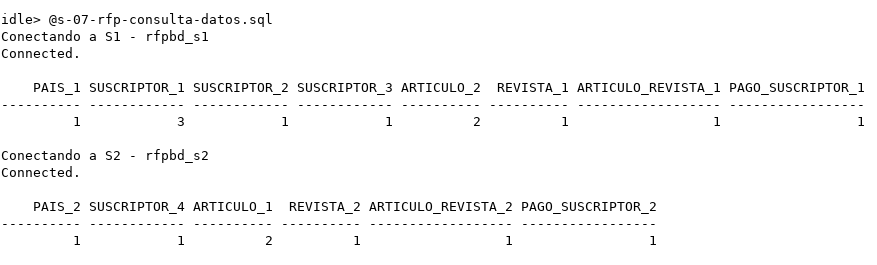 idle> @s-07-rfp-consulta-datos.sql
Conectando a S1 - rfpbd_s1
Connected.
PAIS_1 SUSCRIPTOR_1 SUSCRIPTOR_2 SUSCRIPTOR_3 ARTICULO_2 REVISTA_1 ARTICULO_REVISTA_1 PAGO_SUSCRIPTOR_1
---------- ------------ ------------ ------------ ---------- ---------- ------------------ -----------------
1 3 1 1 2 1 1 1
Conectando a S2 - rfpbd_s2
Connected.
PAIS_2 SUSCRIPTOR_4 ARTICULO_1 REVISTA_2 ARTICULO_REVISTA_2 PAGO_SUSCRIPTOR_2
---------- ------------ ---------- ---------- ------------------ -----------------
1 1 2 1 1 1